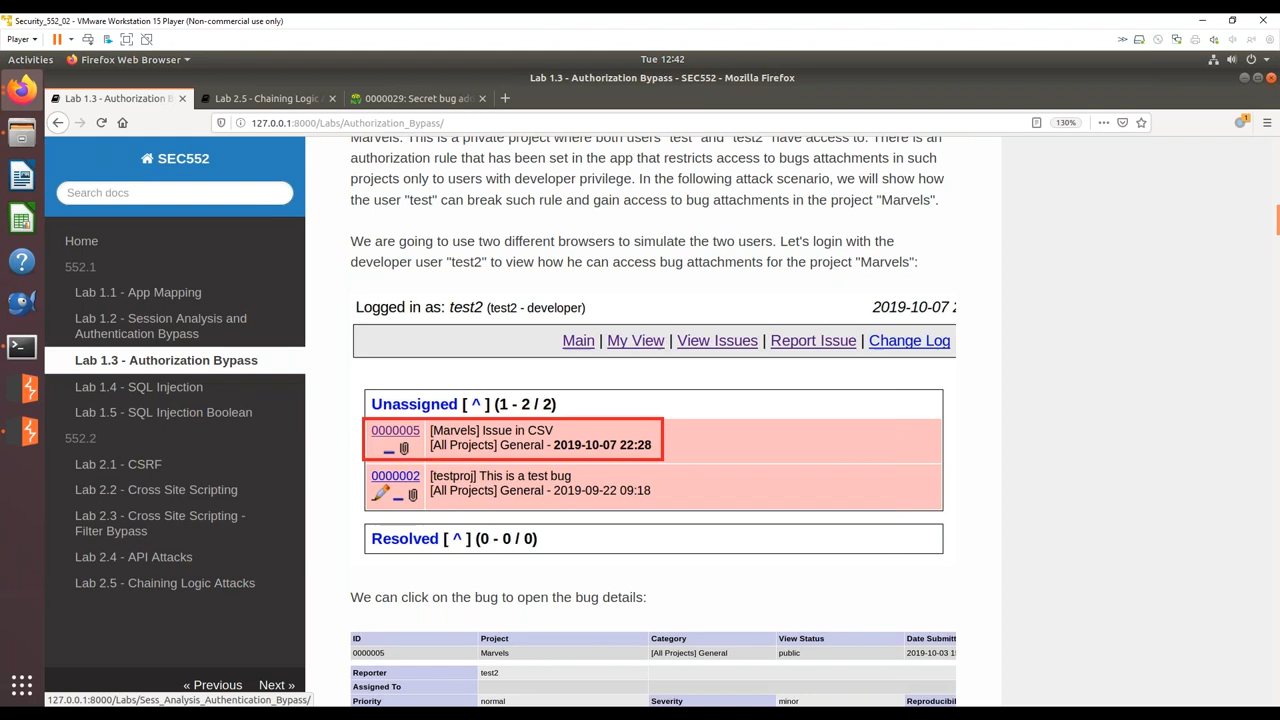 Security_552_02 - VMware Workstation 15 Player (Non-commercial use only)
Player
Activities
Firefox Web Browser
Tue 12:42
Lab 1.3 - Authorization Bypass - SEC552 - Mozilla Firefox
Lab 1.3 - Authorization B
Lab 2.5 - Chaining Logic A
0000029: Secret bug add
127.0.0.1:8000/Labs/Authorization_Bypass/
130%
SEC552
Search docs
Home
552.1
Lab 1.1 - App Mapping
Lab 1.2 - Session Analysis and
Authentication Bypass
Lab 1.3 - Authorization Bypass
Lab 1.4 - SQL Injection
Lab 1.5 - SQL Injection Boolean
552.2
Lab 2.1 - CSRF
Lab 2.2 - Cross Site Scripting
Lab 2.3 - Cross Site Scripting -
Filter Bypass
Lab 2.4 - API Attacks
Lab 2.5 - Chaining Logic Attacks
« Previous Next »
127.0.0.1:8000/Labs/Sess_Analysis_Authentication_Bypass/
Marvels. This is a private project where both users "test" and "test2" have access to. There is an
authorization rule that has been set in the app that restricts access to bugs attachments in such
projects only to users with developer privilege. In the following attack scenario, we will show how
the user "test" can break such rule and gain access to bug attachments in the project "Marvels".
We are going to use two different browsers to simulate the two users. Let's login with the
developer user "test2" to view how he can access bug attachments for the project "Marvels":
Logged in as: test2 (test2 - developer) 2019-10-07 2
Main | My View | View Issues | Report Issue | Change Log
Unassigned [ ^ ] (1 - 2 / 2)
0000005 [Marvels] Issue in CSV
[All Projects] General - 2019-10-07 22:28
0000002 [testproj] This is a test bug
[All Projects] General - 2019-09-22 09:18
Resolved [ ^ ] (0 - 0 / 0)
We can click on the bug to open the bug details:
ID Project Category View Status Date Submitt
0000005 Marvels [All Projects] General public 2019-10-03 1
Reporter test2
Assigned To
Priority normal Severity minor Reproducibil